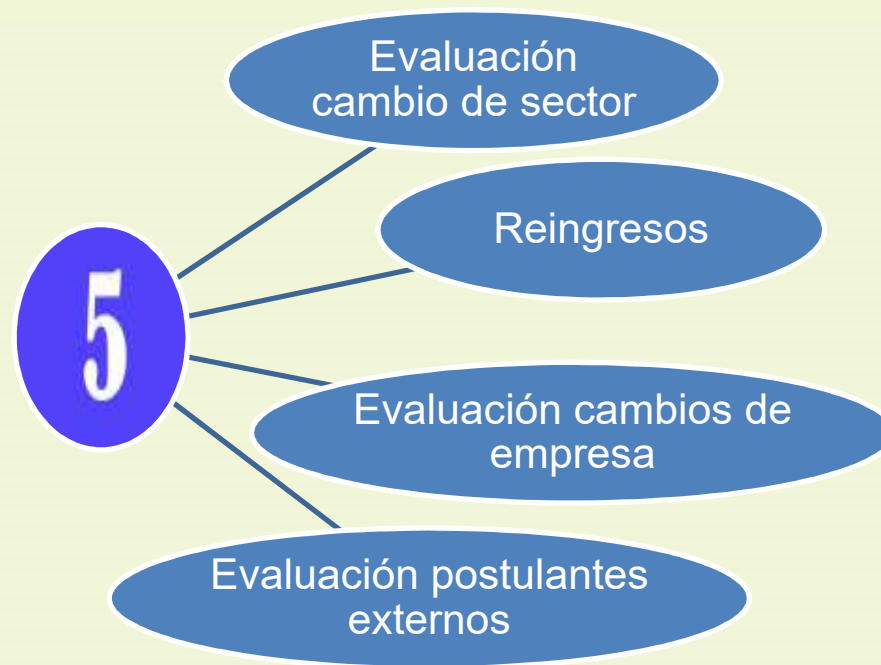 Evaluación
cambio de sector
Reingresos
5
Evaluación cambios de
empresa
Evaluación postulantes
externos